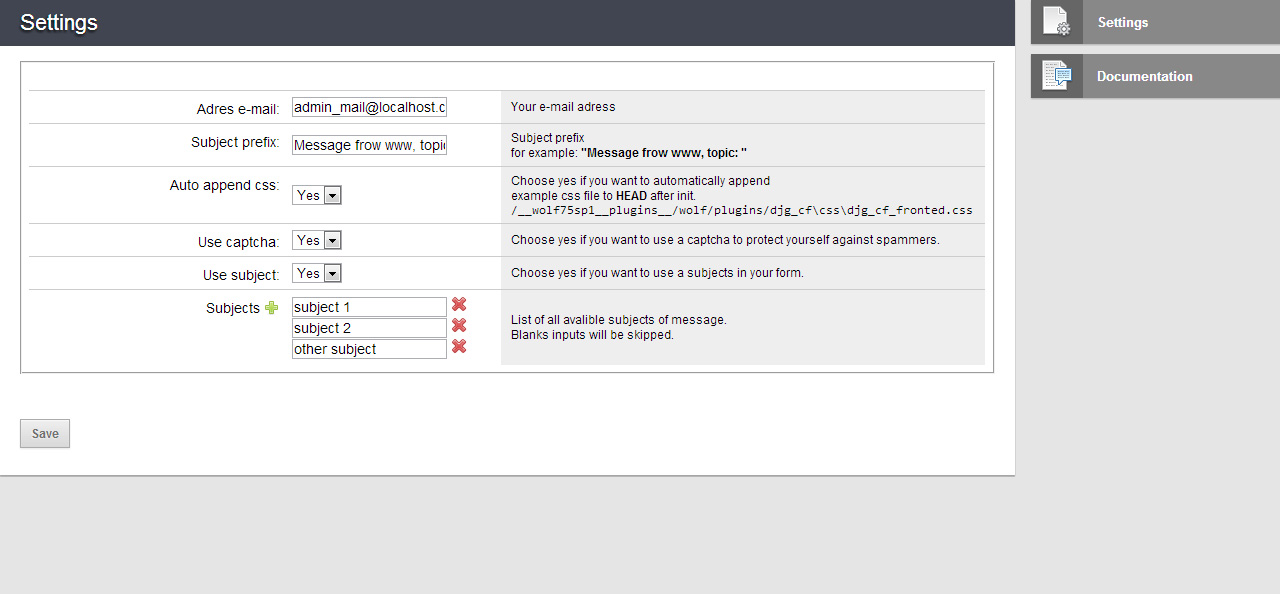 Settings
Settings
Documentation
Adres e-mail:
admin_mail@localhost.c
Your e-mail adress
Subject prefix:
Message frow www, topi
Subject prefix
for example: "Message frow www, topic: "
Auto append css:
Yes
Choose yes if you want to automatically append
example css file to HEAD after init.
/__wolf75sp1__plugins__/wolf/plugins/djg_cf\css\djg_cf_fronted.css
Use captcha:
Yes
Choose yes if you want to use a captcha to protect yourself against spammers.
Use subject:
Yes
Choose yes if you want to use a subjects in your form.
Subjects
subject 1
subject 2
other subject
List of all avalible subjects of message.
Blanks inputs will be skipped.
Save